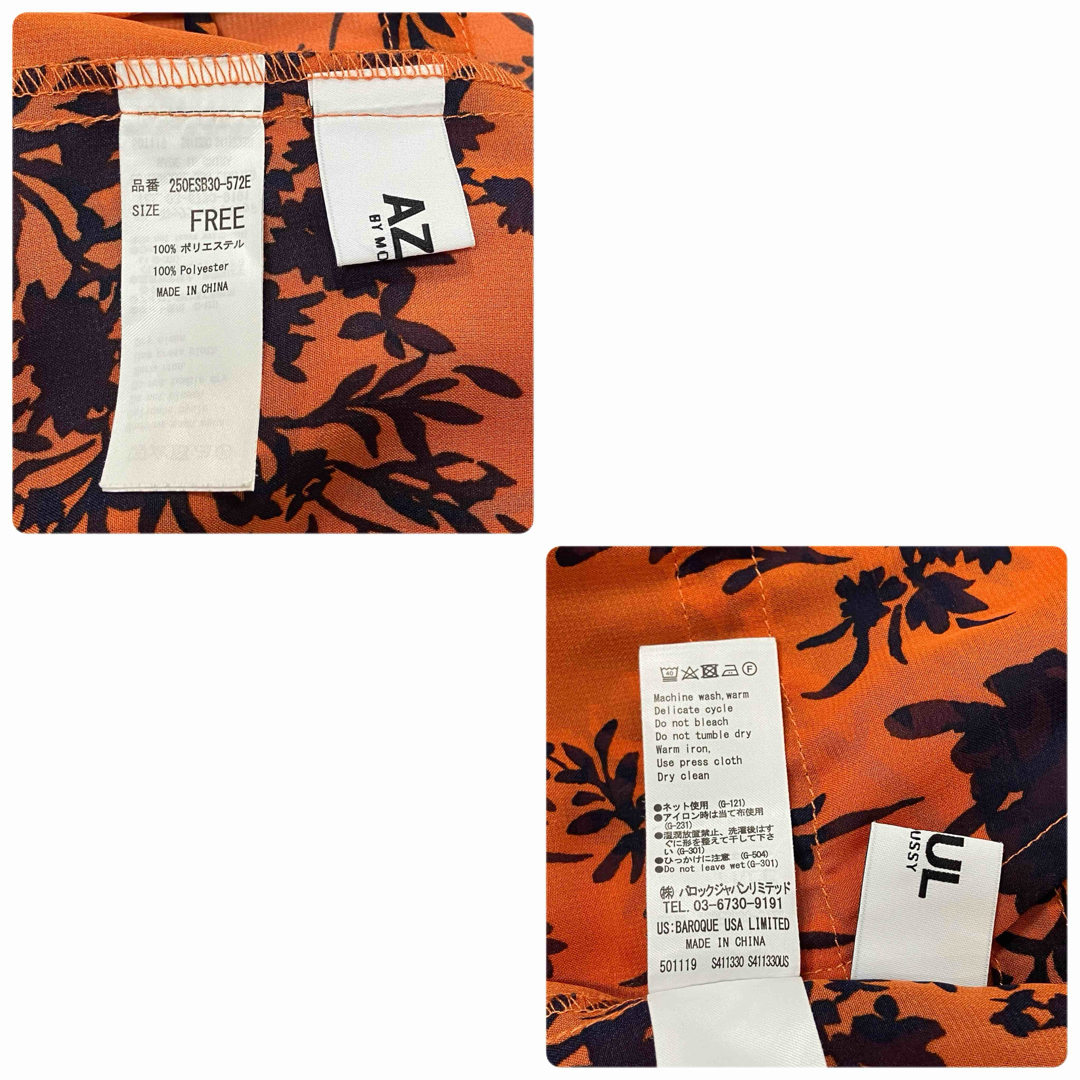 品番 250ESB30-572E
SIZE FREE
100% ポリエステル
100% Polyester
MADE IN CHINA
AZ
BY MO
40 F
Machine wash,warm
Delicate cycle
Do not bleach
Do not tumble dry
Warm iron,
Use press cloth
Dry clean
●ネット使用 (G-121)
●アイロン時は当て布使用
(G-231)
●湿潤放置禁止、洗濯後はす
ぐに形を整えて干して下さ
い(G-301)
●ひっかけに注意 (G-504)
●Do not leave wet(G-301)
㈱ バロックジャパンリミテッド
TEL. 03-6730-9191
US:BAROQUE USA LIMITED
MADE IN CHINA
501119 S411330 S411330US
UL
USSY